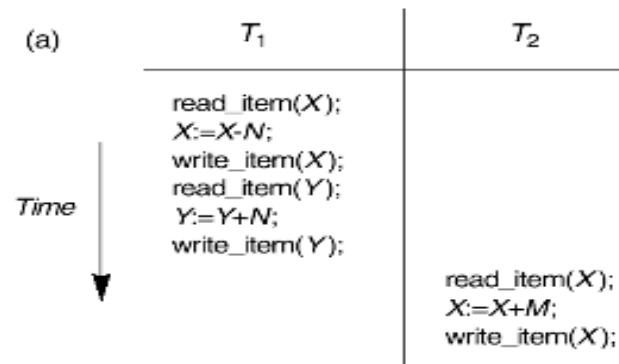 (a)
T₁
T₂
read_item(X);
X:=X-N;
write_item(X);
read_item(Y);
Time
Y:=Y+N;
write_item(Y);
read_item(X);
X:=X+M;
write_item(X);